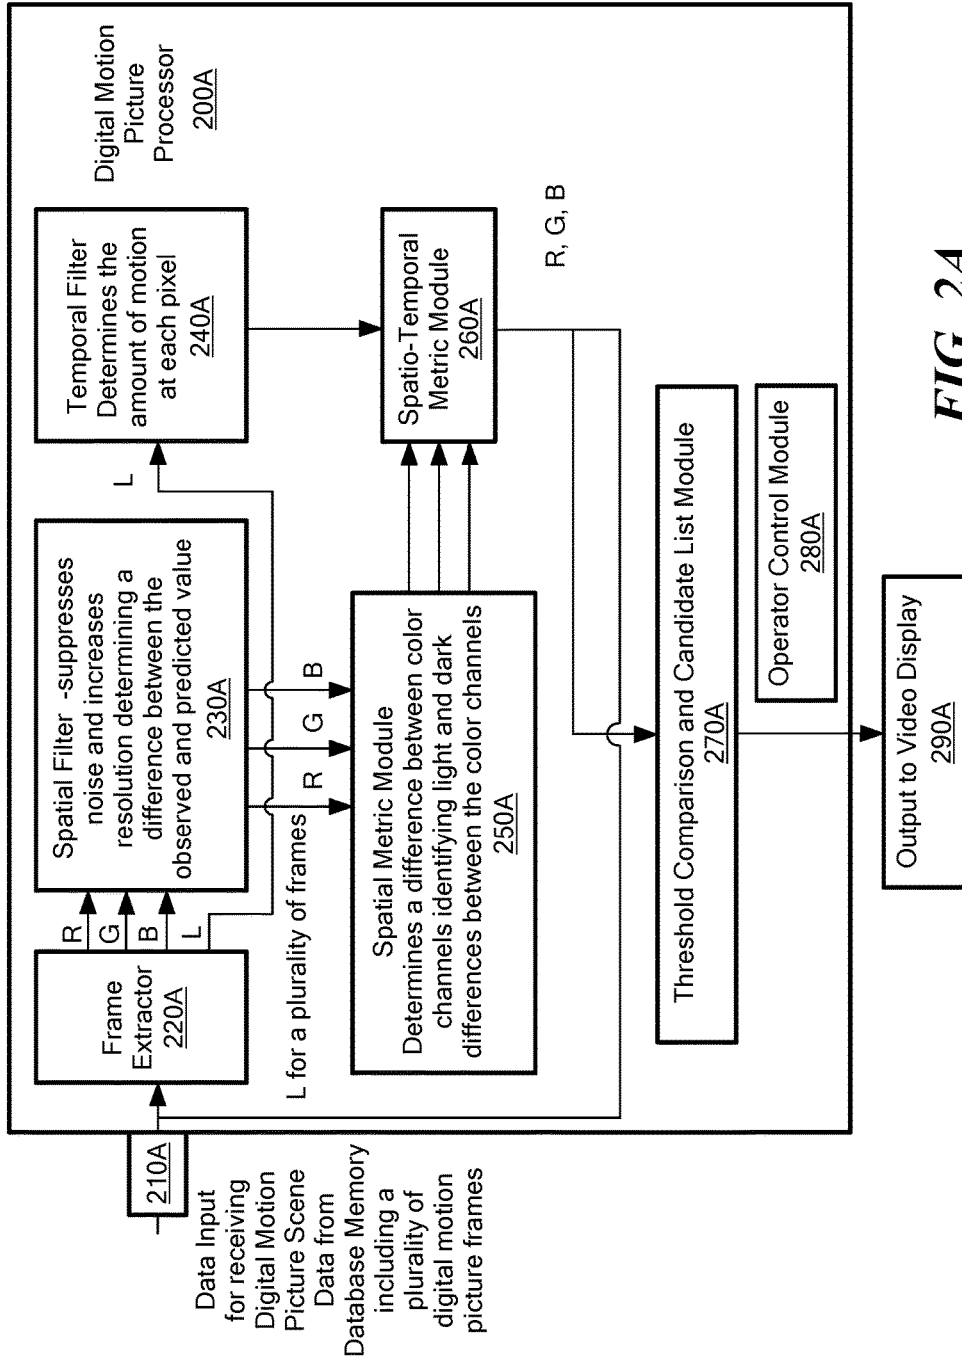 Digital Motion
Picture
Processor
200A
210A
Data Input
for receiving
Digital Motion
Picture Scene
Data from
Database Memory
including a
plurality of
digital motion
picture frames
Frame
Extractor
220A
R
G
B
L
Spatial Filter -suppresses
noise and increases
resolution determining a
difference between the
observed and predicted value
230A
L
Temporal Filter
Determines the
amount of motion
at each pixel
240A
L for a plurality of frames
R
G
B
Spatial Metric Module
Determines a difference between color
channels identifying light and dark
differences between the color channels
250A
Spatio-Temporal
Metric Module
260A
R, G, B
Threshold Comparison and Candidate List Module
270A
Operator Control Module
280A
Output to Video Display
290A
FIG. 2A